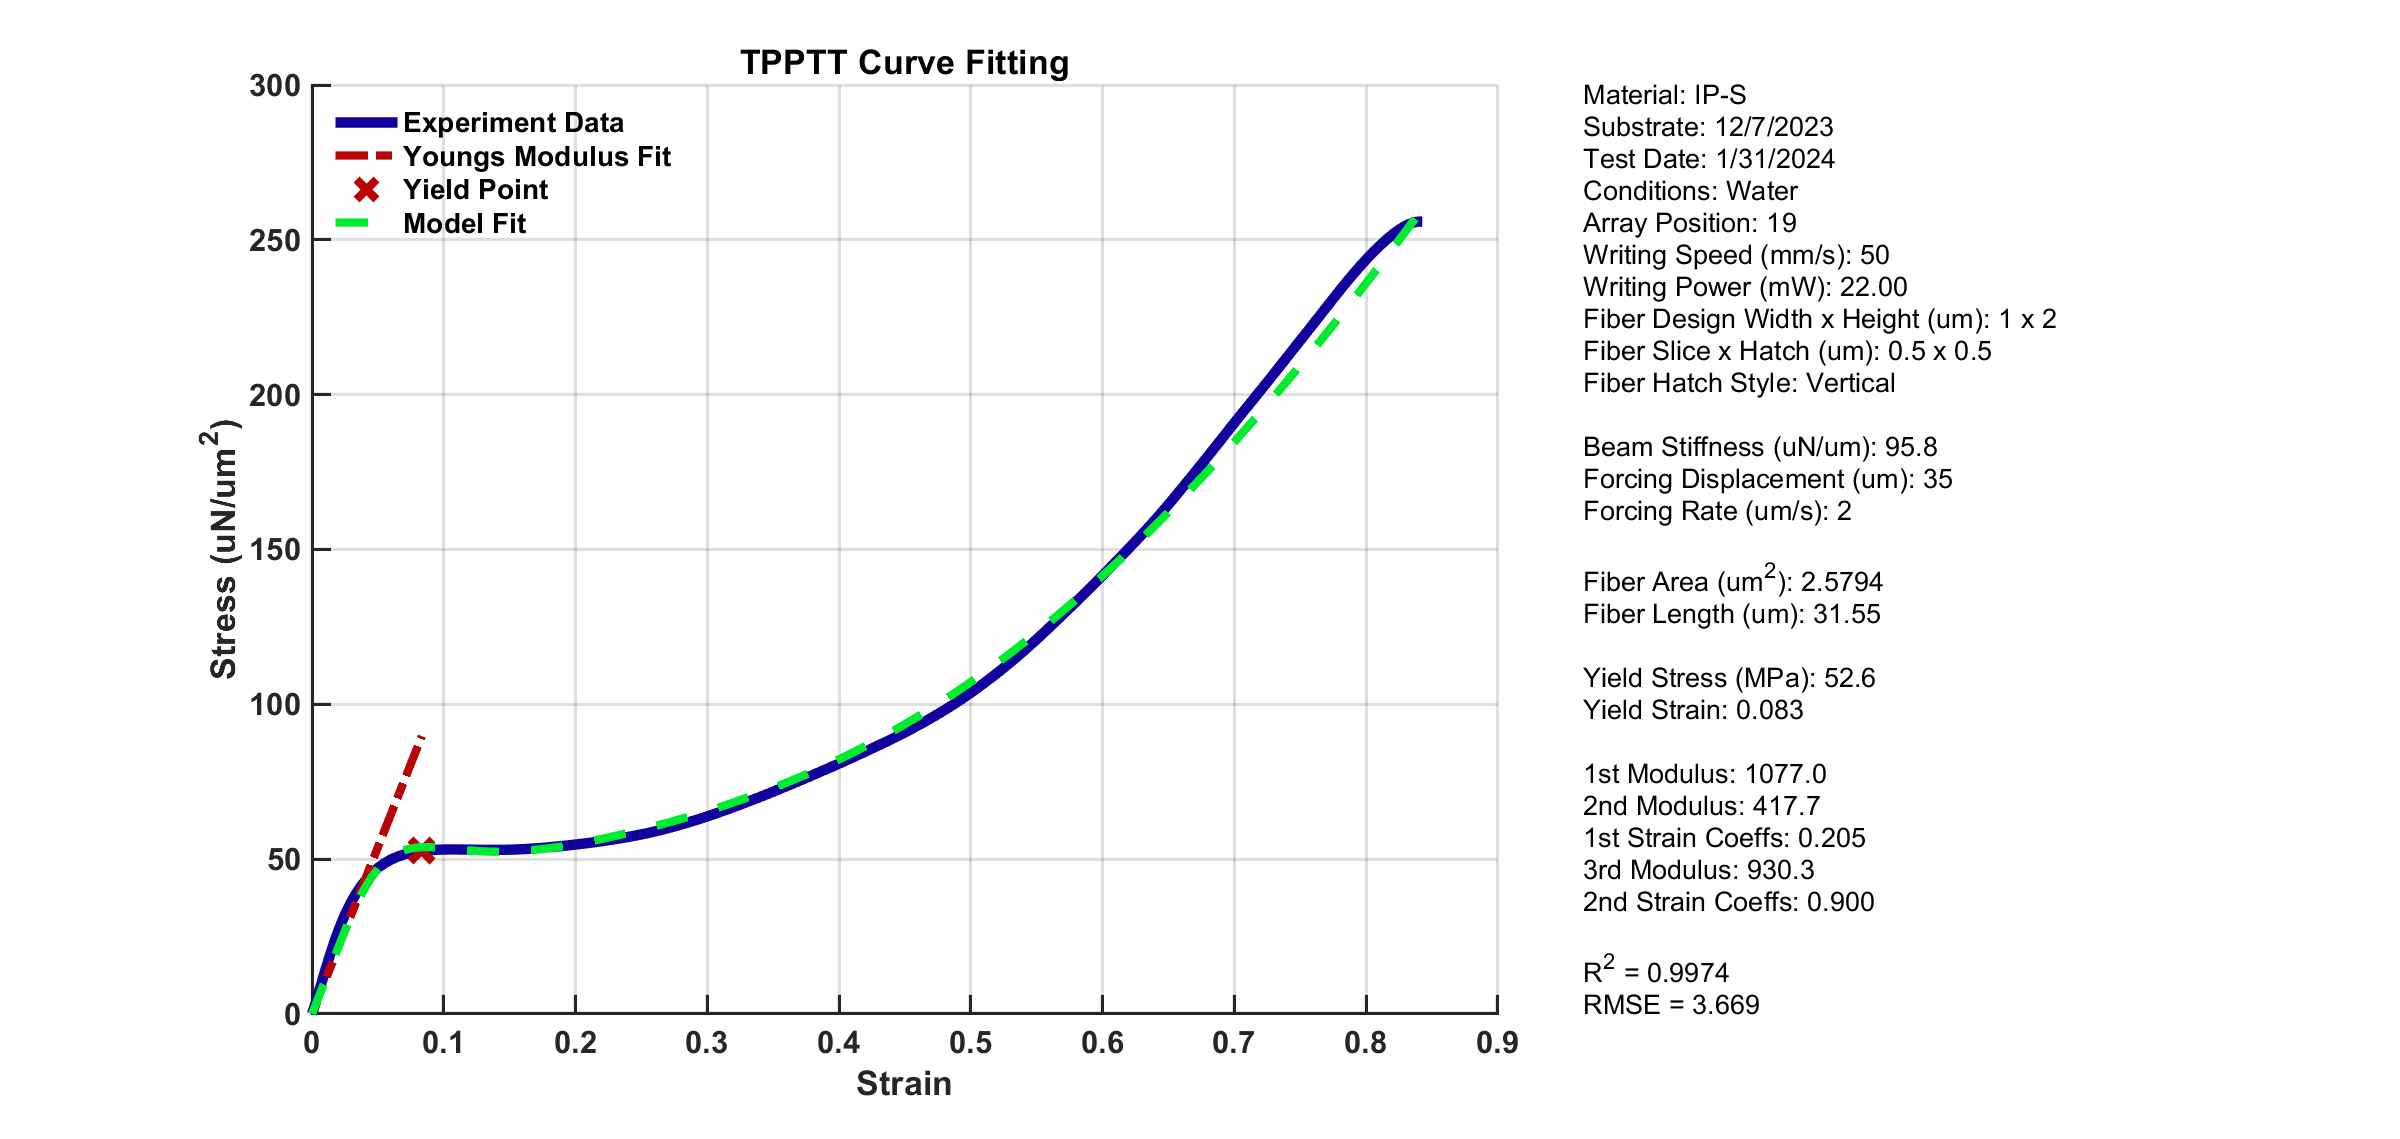 TPPTT Curve Fitting
300
250
200
150
100
50
0
Stress (uN/um²)
Experiment Data
Youngs Modulus Fit
Yield Point
Model Fit
0 0.1 0.2 0.3 0.4 0.5 0.6 0.7 0.8 0.9
Strain
Material: IP-S
Substrate: 12/7/2023
Test Date: 1/31/2024
Conditions: Water
Array Position: 19
Writing Speed (mm/s): 50
Writing Power (mW): 22.00
Fiber Design Width x Height (um): 1 x 2
Fiber Slice x Hatch (um): 0.5 x 0.5
Fiber Hatch Style: Vertical
Beam Stiffness (uN/um): 95.8
Forcing Displacement (um): 35
Forcing Rate (um/s): 2
Fiber Area (um²): 2.5794
Fiber Length (um): 31.55
Yield Stress (MPa): 52.6
Yield Strain: 0.083
1st Modulus: 1077.0
2nd Modulus: 417.7
1st Strain Coeffs: 0.205
3rd Modulus: 930.3
2nd Strain Coeffs: 0.900
R² = 0.9974
RMSE = 3.669